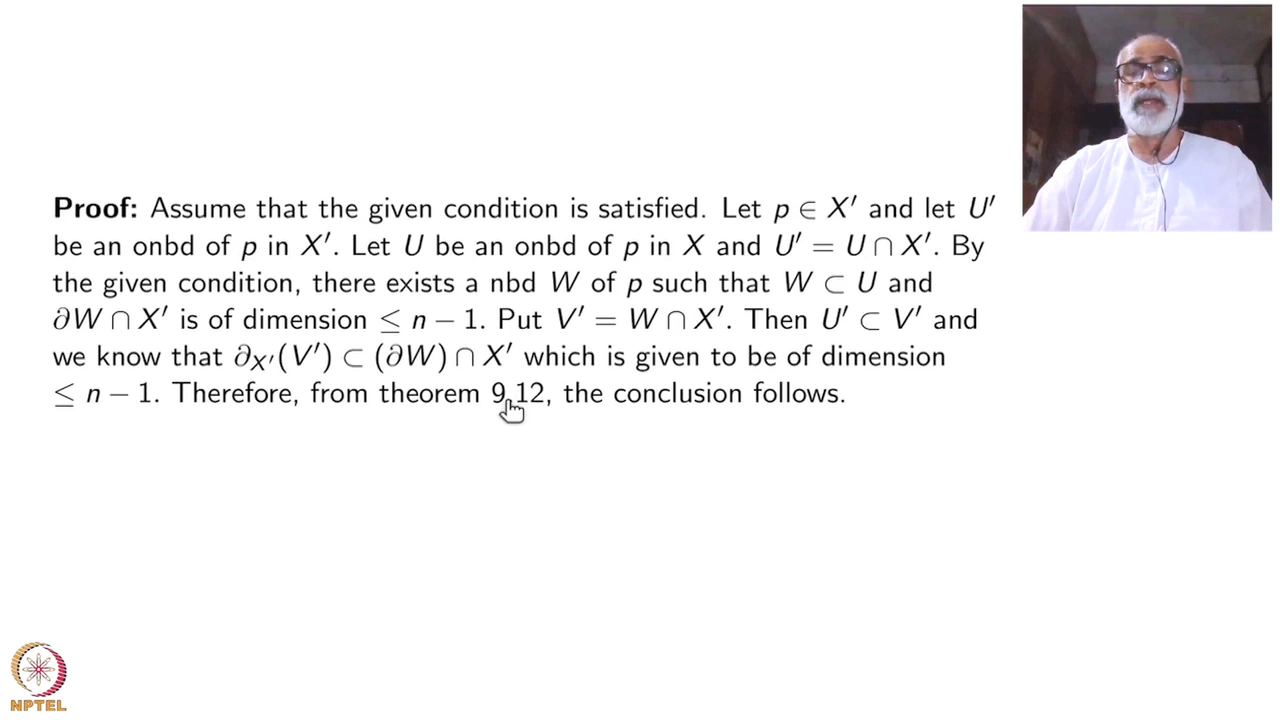 Proof: Assume that the given condition is satisfied. Let p ∈ X′ and let U′
be an onbd of p in X′. Let U be an onbd of p in X and U′ = U ∩ X′. By
the given condition, there exists a nbd W of p such that W ⊂ U and
∂W ∩ X′ is of dimension ≤ n − 1. Put V′ = W ∩ X′. Then U′ ⊂ V′ and
we know that ∂_{X′}(V′) ⊂ (∂W) ∩ X′ which is given to be of dimension
≤ n − 1. Therefore, from theorem 9.12, the conclusion follows.
NPTEL